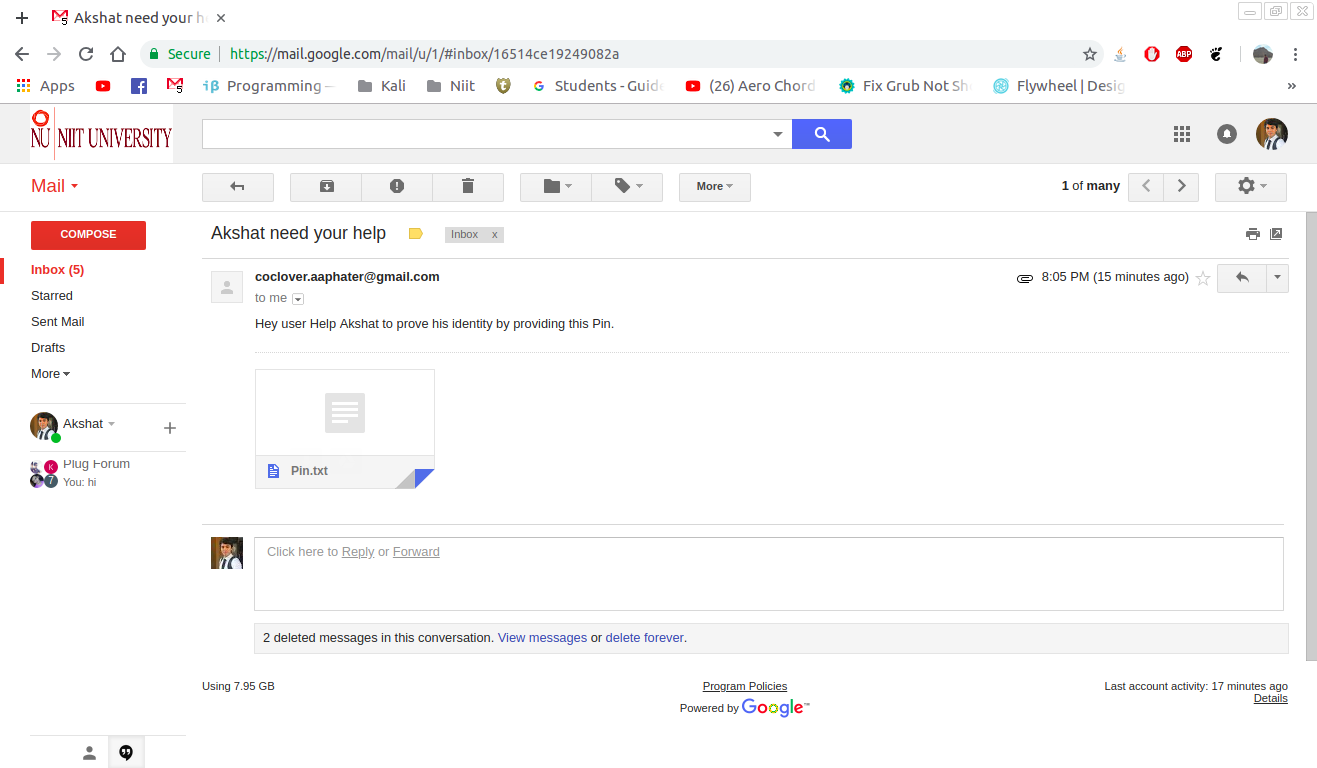 Akshat need your h
Secure
https://mail.google.com/mail/u/1/#inbox/16514ce19249082a
ABP
Apps
5
iβ Programming –
Kali
Niit
Students - Guide
(26) Aero Chord
Fix Grub Not Sh
Flywheel | Desig
»
NU NIIT UNIVERSITY
Mail
More
1 of many
COMPOSE
Akshat need your help
Inbox x
Inbox (5)
coclover.aaphater@gmail.com
8:05 PM (15 minutes ago)
Starred
to me
Sent Mail
Hey user Help Akshat to prove his identity by providing this Pin.
Drafts
More
Akshat
K
7
Plug Forum
You: hi
Pin.txt
Click here to Reply or Forward
2 deleted messages in this conversation. View messages or delete forever.
Using 7.95 GB
Program Policies
Powered by Google™
Last account activity: 17 minutes ago
Details